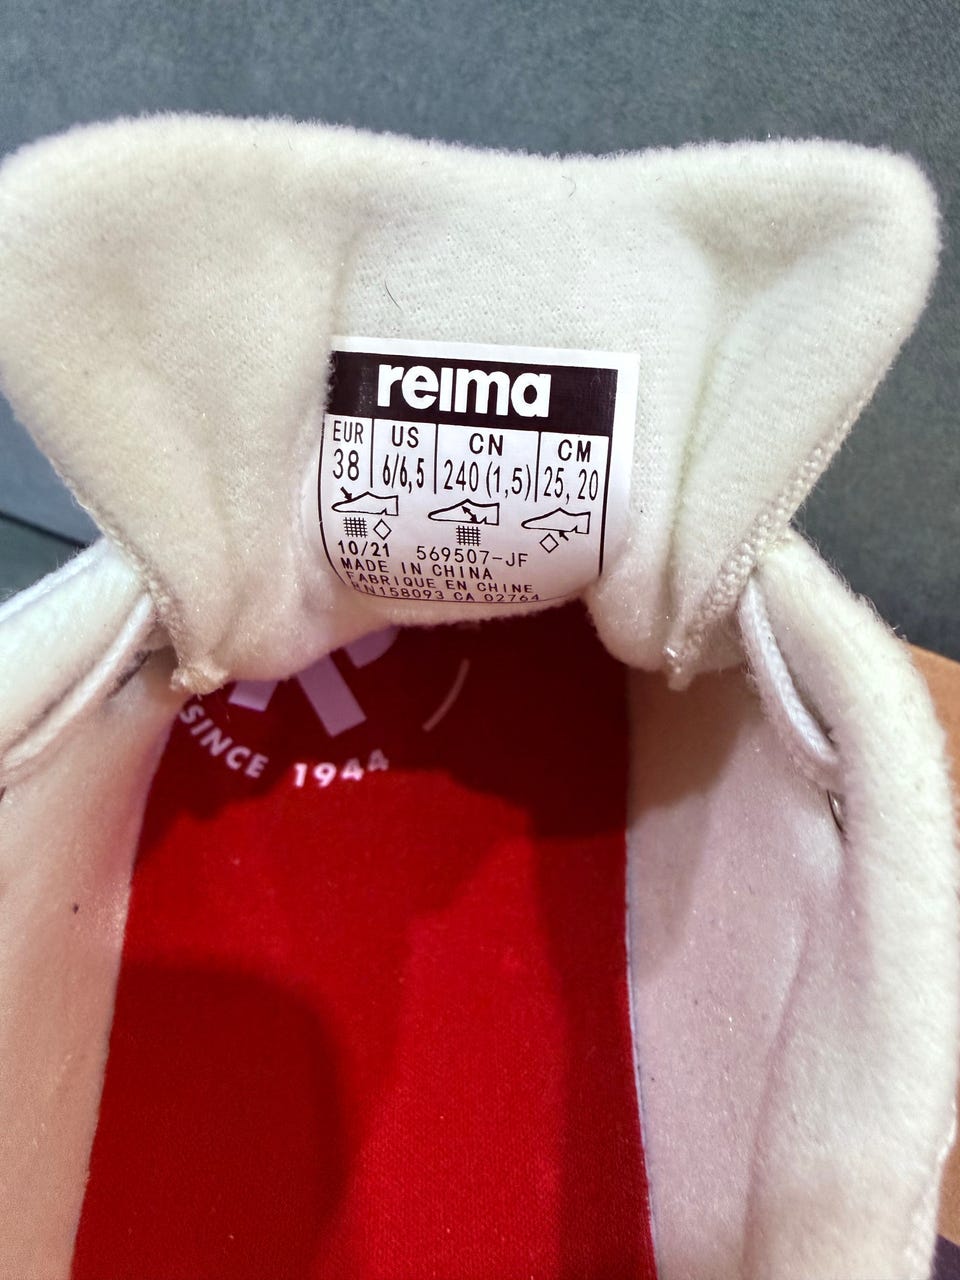 reima
EUR US CN CM
38 6/6,5 240(1,5) 25,20
10/21 569507-JF
MADE IN CHINA
FABRIQUE EN CHINE
RN158093 CA 02764
SINCE 1944